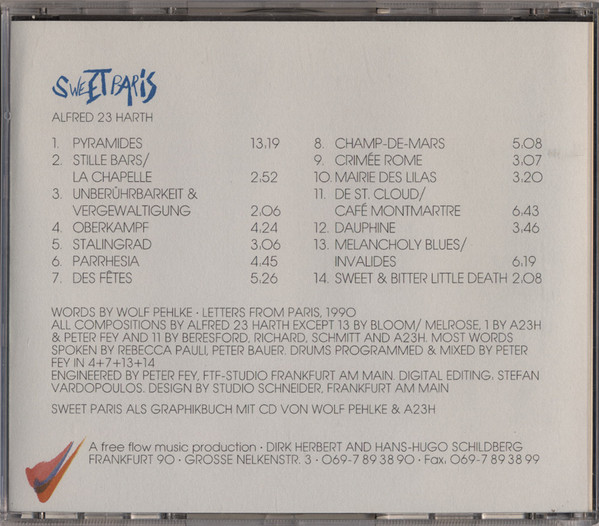 SWEET PARIS
ALFRED 23 HARTH
1. PYRAMIDES 13.19
2. STILLE BARS/
LA CHAPELLE 2.52
3. UNBERÜHRBARKEIT &
VERGEWALTIGUNG 2.06
4. OBERKAMPF 4.24
5. STALINGRAD 3.06
6. PARRHESIA 4.45
7. DES FÊTES 5.26
8. CHAMP-DE-MARS 5.08
9. CRIMÉE ROME 3.07
10. MAIRIE DES LILAS 3.20
11. DE ST. CLOUD/
CAFÉ MONTMARTRE 6.43
12. DAUPHINE 3.46
13. MELANCHOLY BLUES/
INVALIDES 6.19
14. SWEET & BITTER LITTLE DEATH 2.08
WORDS BY WOLF PEHLKE · LETTERS FROM PARIS, 1990
ALL COMPOSITIONS BY ALFRED 23 HARTH EXCEPT 13 BY BLOOM/ MELROSE, 1 BY A23H
& PETER FEY AND 11 BY BERESFORD, RICHARD, SCHMITT AND A23H. MOST WORDS
SPOKEN BY REBECCA PAULI, PETER BAUER. DRUMS PROGRAMMED & MIXED BY PETER
FEY IN 4+7+13+14
ENGINEERED BY PETER FEY, FTF-STUDIO FRANKFURT AM MAIN. DIGITAL EDITING, STEFAN
VARDOPOULOS. DESIGN BY STUDIO SCHNEIDER, FRANKFURT AM MAIN
SWEET PARIS ALS GRAPHIKBUCH MIT CD VON WOLF PEHLKE & A23H
A free flow music production · DIRK HERBERT AND HANS-HUGO SCHILDBERG
FRANKFURT 90 · GROSSE NELKENSTR. 3 · 069-7 89 38 90 · Fax. 069-7 89 38 99